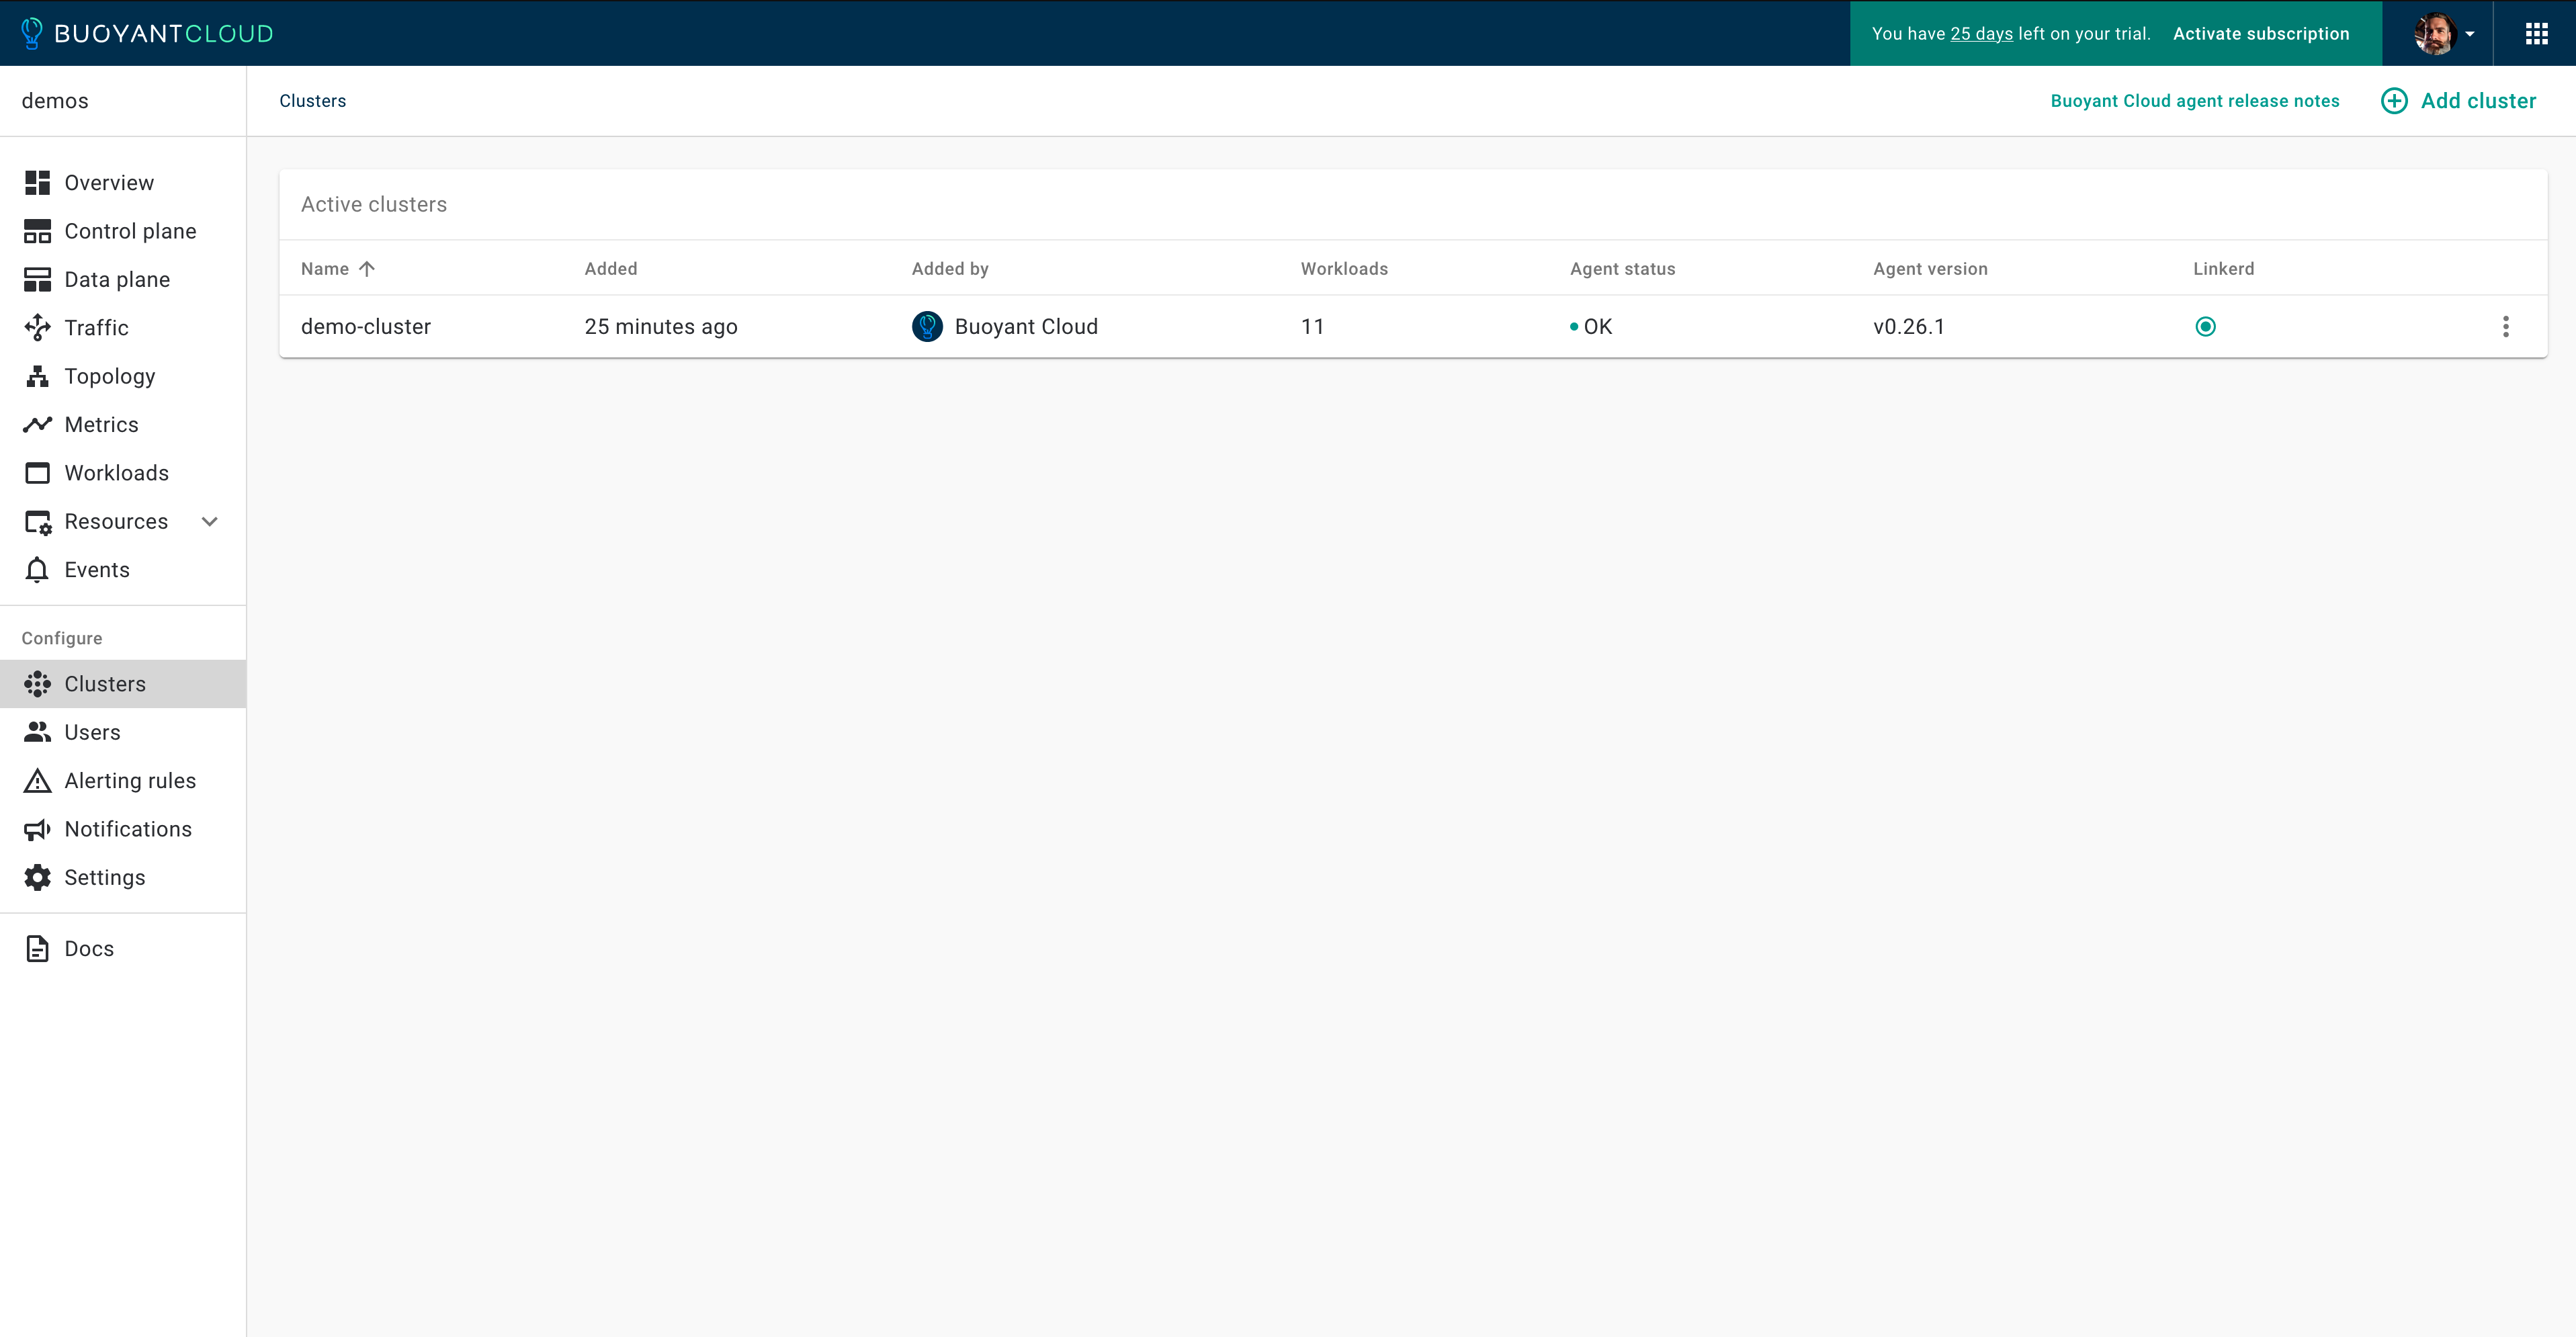 BUOYANTCLOUD
You have 25 days left on your trial. Activate subscription
demos
Clusters
Buoyant Cloud agent release notes
Add cluster
Overview
Control plane
Data plane
Traffic
Topology
Metrics
Workloads
Resources
Events
Configure
Clusters
Users
Alerting rules
Notifications
Settings
Docs
Active clusters
Name Added Added by Workloads Agent status Agent version Linkerd
demo-cluster 25 minutes ago Buoyant Cloud 11 OK v0.26.1